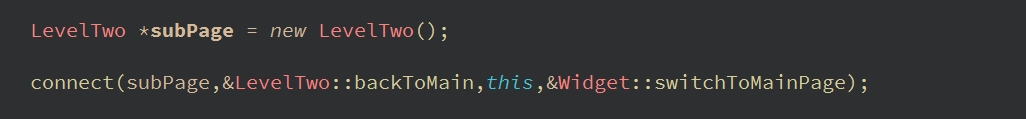 LevelTwo *subPage = new LevelTwo();
connect(subPage,&LevelTwo::backToMain,this,&Widget::switchToMainPage);